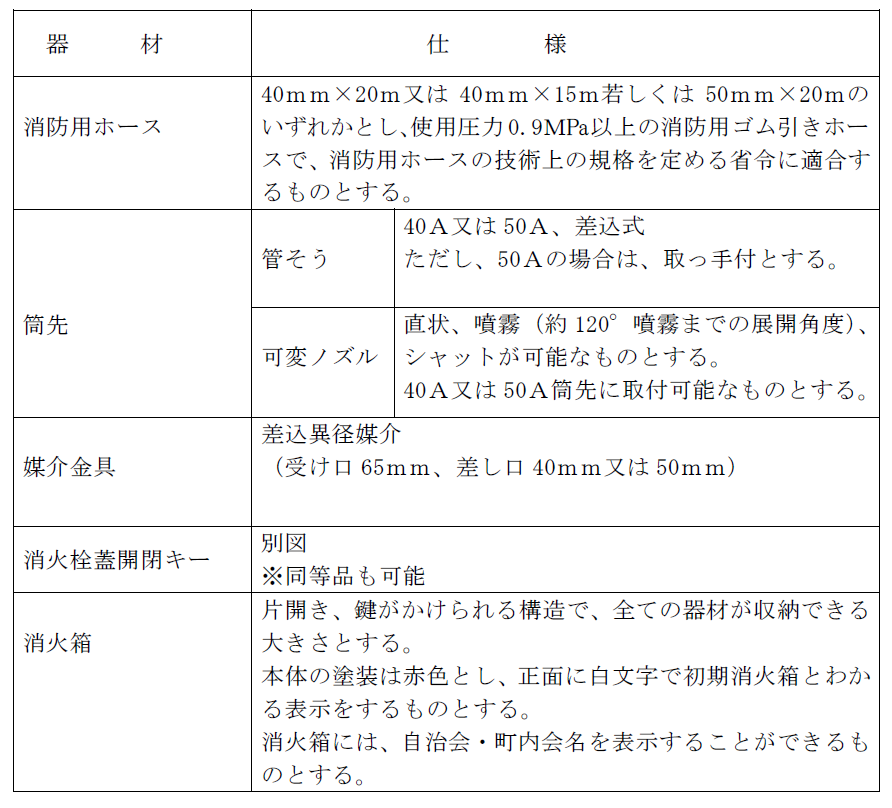 器材
仕様
消防用ホース
40ｍｍ×20ｍ又は 40ｍｍ×15ｍ若しくは 50ｍｍ×20ｍの
いずれかとし、使用圧力0.9MPa以上の消防用ゴム引きホー
スで、消防用ホースの技術上の規格を定める省令に適合す
るものとする。
筒先
管そう
40Ａ又は50Ａ、差込式
ただし、50Ａの場合は、取っ手付とする。
可変ノズル
直状、噴霧（約120°噴霧までの展開角度）、
シャットが可能なものとする。
40Ａ又は50Ａ筒先に取付可能なものとする。
媒介金具
差込異径媒介
（受け口65ｍｍ、差し口40ｍｍ又は50ｍｍ）
消火栓蓋開閉キー
別図
※同等品も可能
消火箱
片開き、鍵がかけられる構造で、全ての器材が収納できる
大きさとする。
本体の塗装は赤色とし、正面に白文字で初期消火箱とわか
る表示をするものとする。
消火箱には、自治会・町内会名を表示することができるも
のとする。